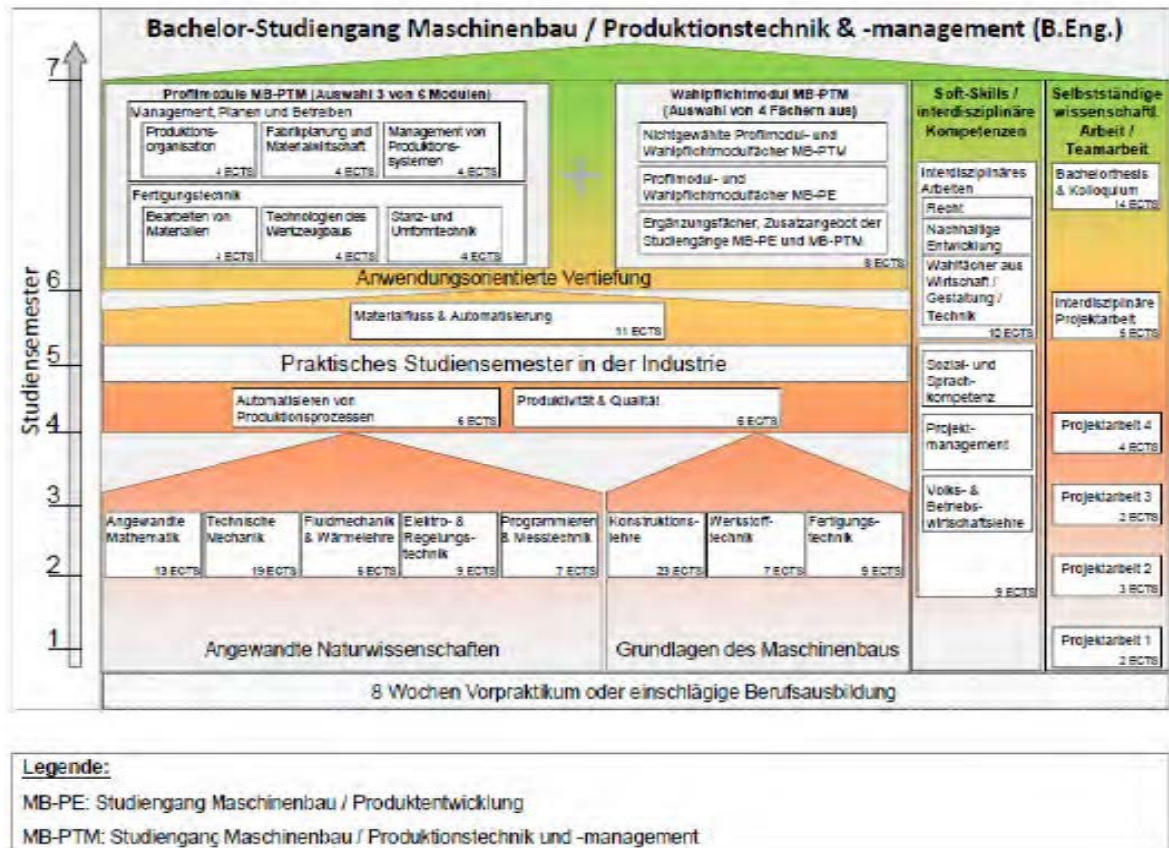 Bachelor-Studiengang Maschinenbau / Produktionstechnik & -management (B.Eng.)
Studiensemester
7
6
5
4
3
2
1
Profilmodule MB-PTM (Auswahl 3 von 6 Modulen)
Management, Planen und Betreiben
Produktions-
organisation
4 ECTS
Fabrikplanung und
Materialwirtschaft
4 ECTS
Management von
Produktions-
systemen
4 ECTS
Fertigungstechnik
Bearbeiten von
Materialien
4 ECTS
Technologien des
Werkzeugbaus
4 ECTS
Stanz- und
Umformtechnik
4 ECTS
+
Wahlpflichtmodul MB-PTM
(Auswahl von 4 Fächern aus)
Nichtgewählte Profilmodul- und
Wahlpflichtmodulfächer MB-PTM
Profilmodul- und
Wahlpflichtmodulfächer MB-PE
Ergänzungsfächer, Zusatzangebot der
Studiengänge MB-PE und MB-PTM
8 ECTS
Anwendungsorientierte Vertiefung
Materialfluss & Automatisierung
11 ECTS
Praktisches Studiensemester in der Industrie
Automatisieren von
Produktionsprozessen
6 ECTS
Produktivität & Qualität
6 ECTS
Angewandte
Mathematik
13 ECTS
Technische
Mechanik
19 ECTS
Fluidmechanik
& Wärmelehre
ECTS
Elektro- &
Regelungs-
technik
9 ECTS
Programmieren
& Messtechnik
7 ECTS
Konstruktions-
lehre
23 ECTS
Werkstoff-
technik
7 ECTS
Fertigungs-
technik
9 ECTS
Angewandte Naturwissenschaften
Grundlagen des Maschinenbaus
8 Wochen Vorpraktikum oder einschlägige Berufsausbildung
Soft-Skills /
interdisziplinäre
Kompetenzen
Interdisziplinäres
Arbeiten
Recht
Nachhaltige
Entwicklung
Wahlfächer aus
Wirtschaft /
Gestaltung /
Technik
10 ECTS
Sozial- und
Sprach-
kompetenz
Projekt-
management
Volks- &
Betriebs-
wirtschaftslehre
9 ECTS
Selbstständige
wissenschaftl.
Arbeit /
Teamarbeit
Bachelorthesis
& Kolloquium
14 ECTS
Interdisziplinäre
Projektarbeit
ECTS
Projektarbeit 4
4 ECTS
Projektarbeit 3
2 ECTS
Projektarbeit 2
3 ECTS
Projektarbeit 1
2 ECTS
Legende:
MB-PE: Studiengang Maschinenbau / Produktentwicklung
MB-PTM: Studiengang Maschinenbau / Produktionstechnik und -management